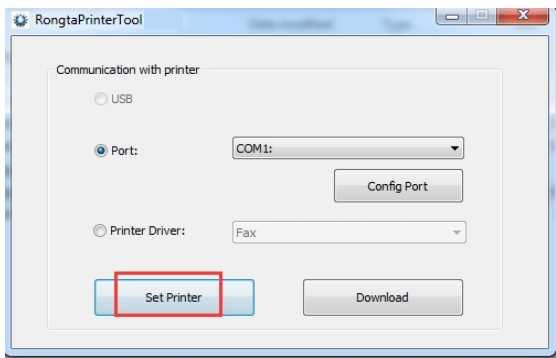 RongtaPrinterTool
Communication with printer
USB
Port:
COM1:
Config Port
Printer Driver:
Fax
Set Printer
Download